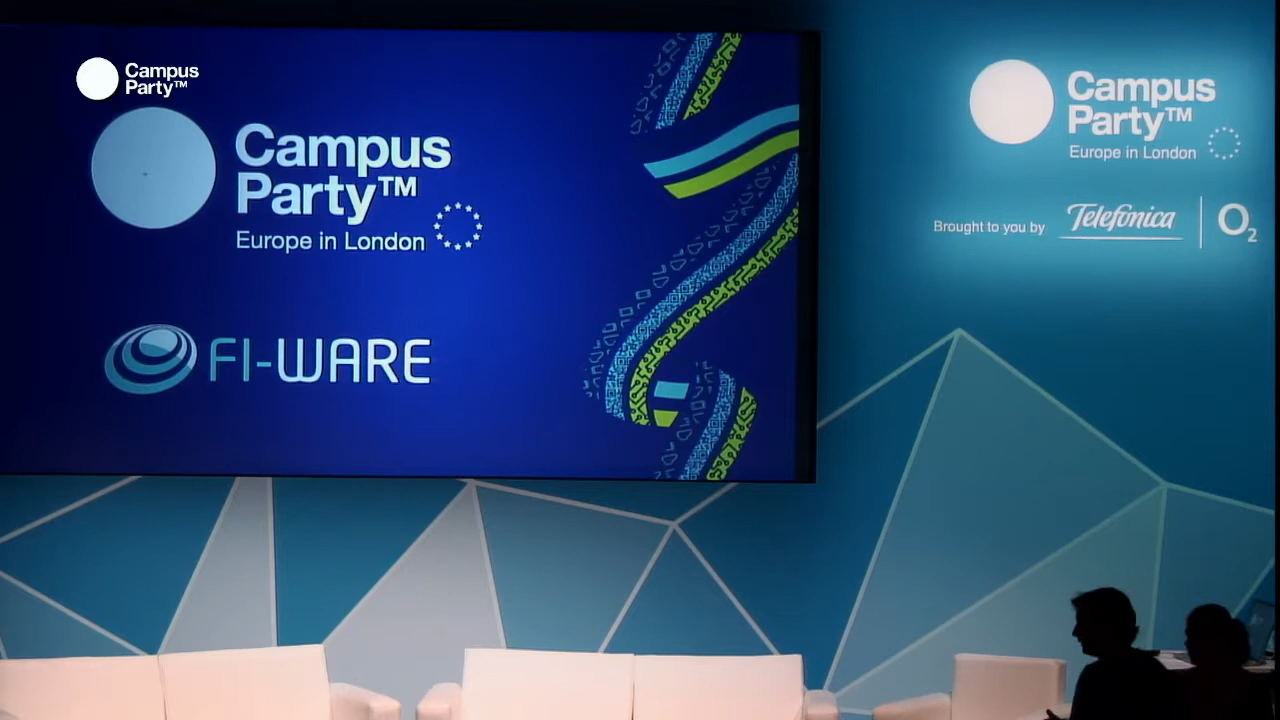 Campus
Party™
Campus
Party™
Europe in London
FI-WARE
Campus
Party™
Europe in London
Brought to you by
Telefónica
O2